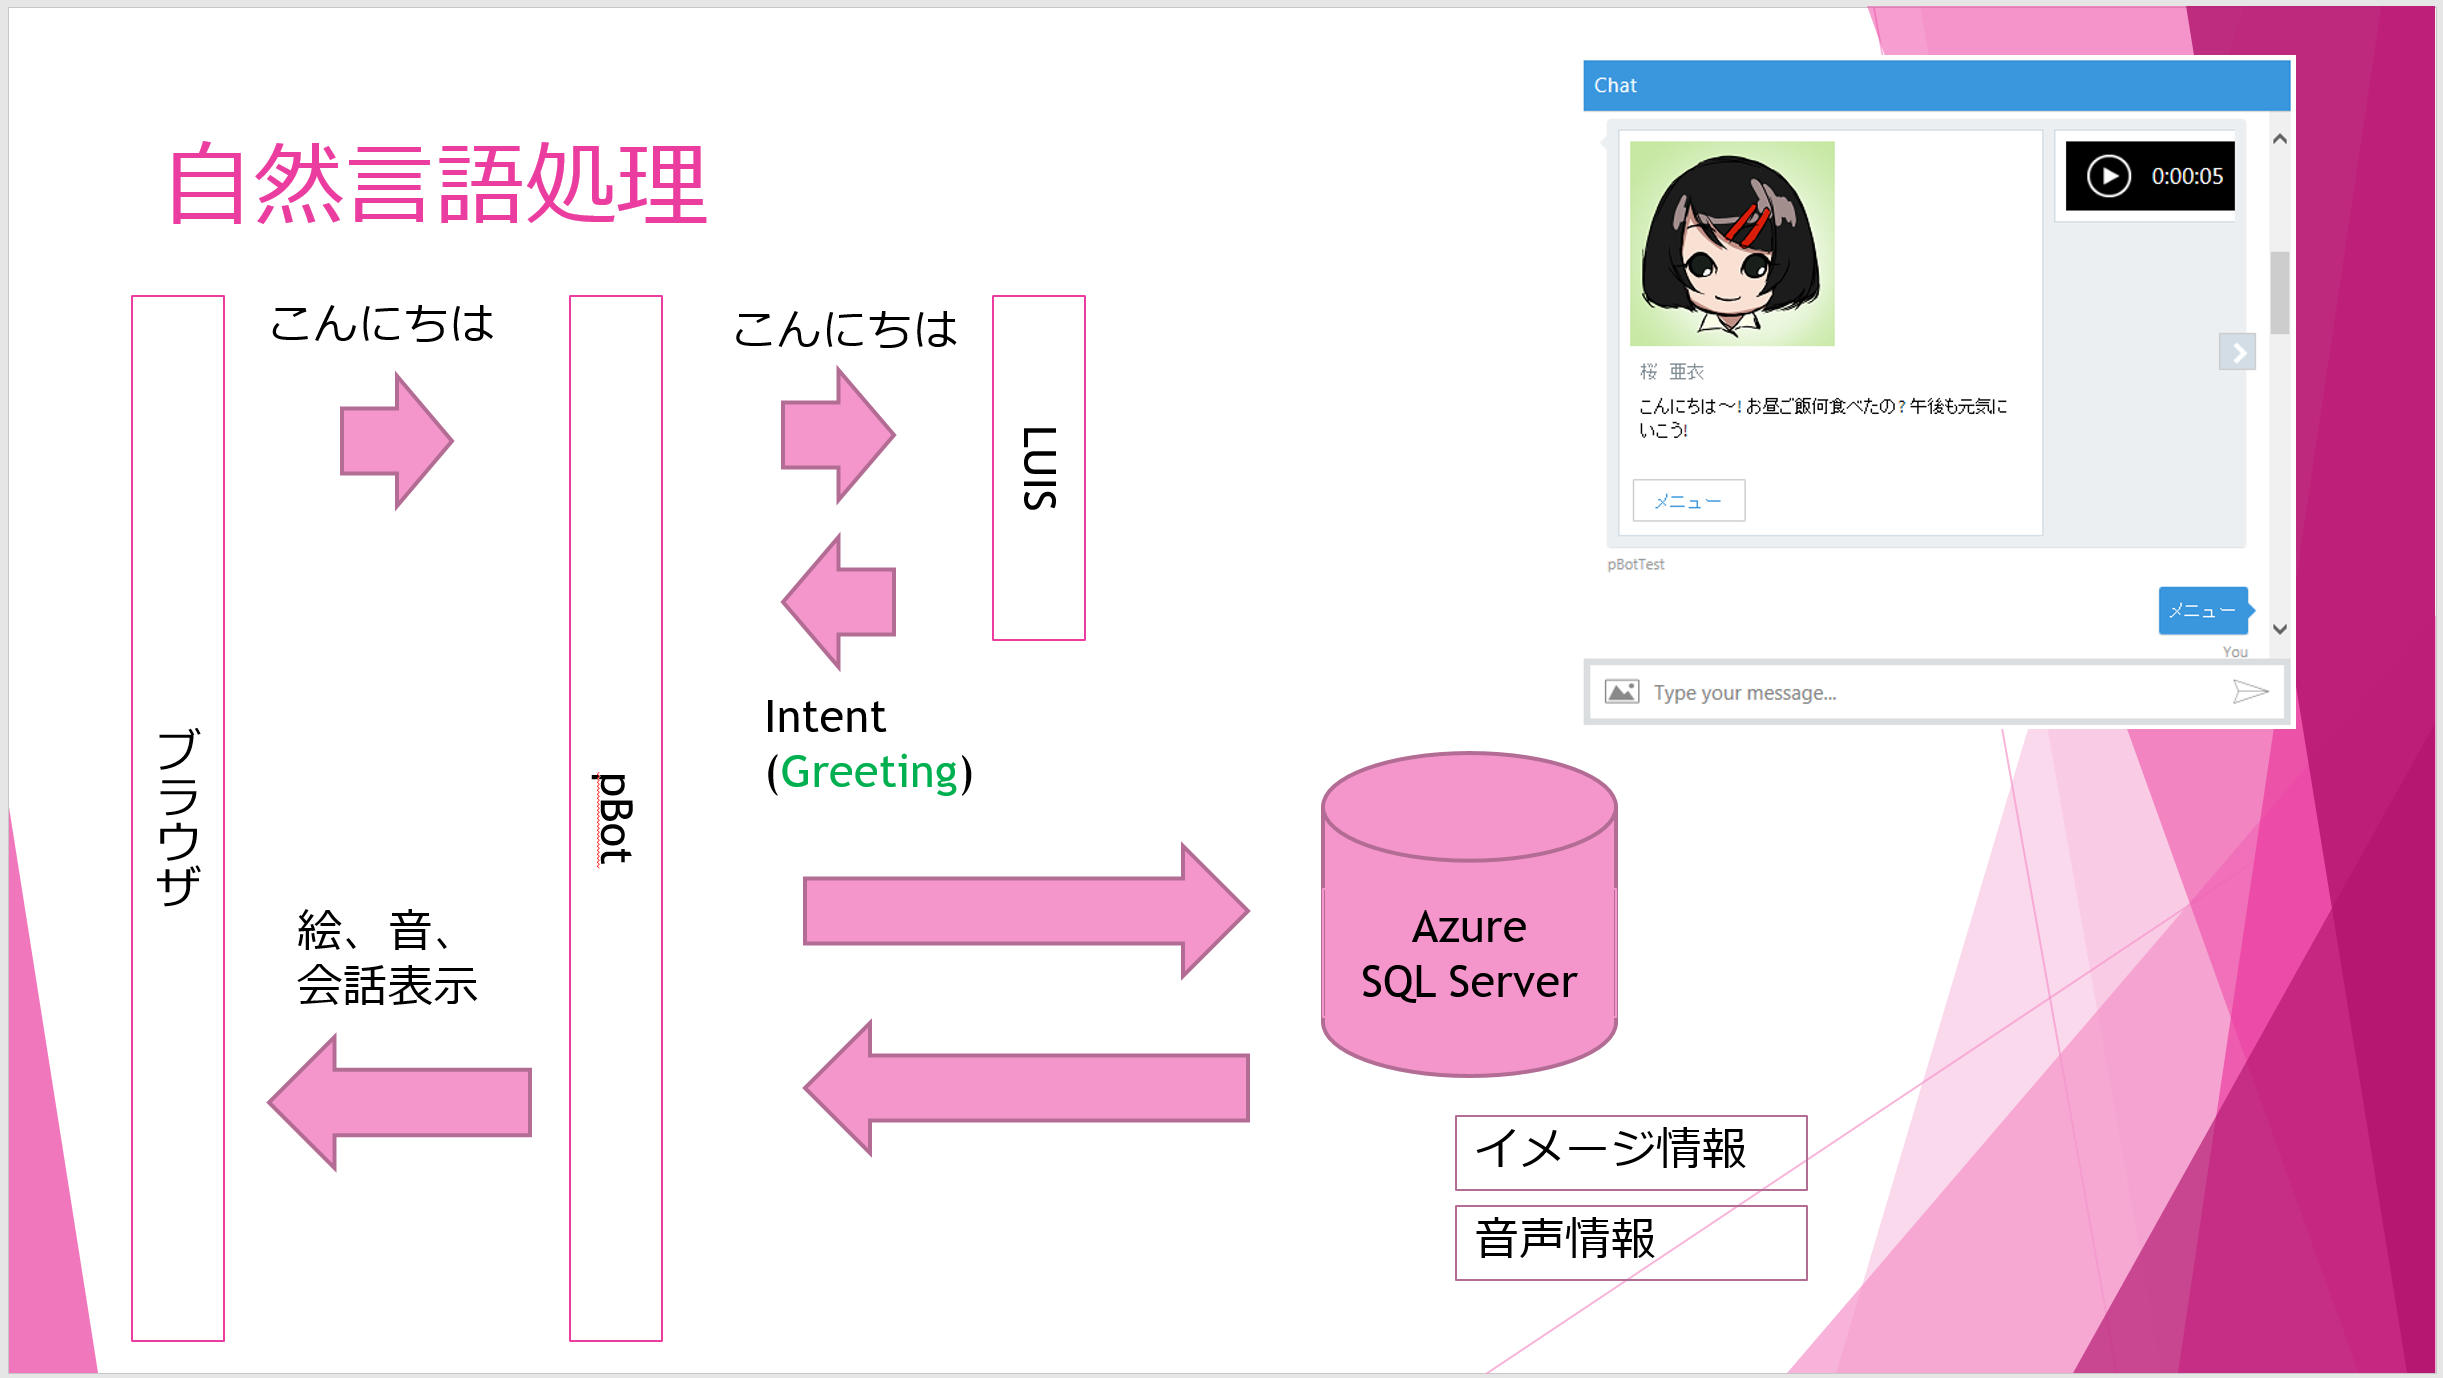 自然言語処理
こんにちは
こんにちは
ブラウザ
pBot
LUIS
Intent
(Greeting)
絵、音、
会話表示
Azure
SQL Server
イメージ情報
音声情報
Chat
0:00:05
桜 亜衣
こんにちは～! お昼ご飯何食べたの? 午後も元気に
いこう!
メニュー
pBotTest
メニュー
You
Type your message...